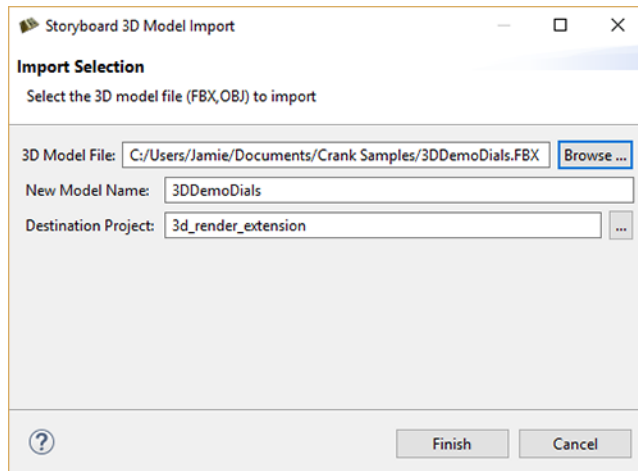 Storyboard 3D Model Import
Import Selection
Select the 3D model file (FBX,OBJ) to import
3D Model File: C:/Users/Jamie/Documents/Crank Samples/3DDemoDials.FBX Browse ...
New Model Name: 3DDemoDials
Destination Project: 3d_render_extension ...
? Finish Cancel